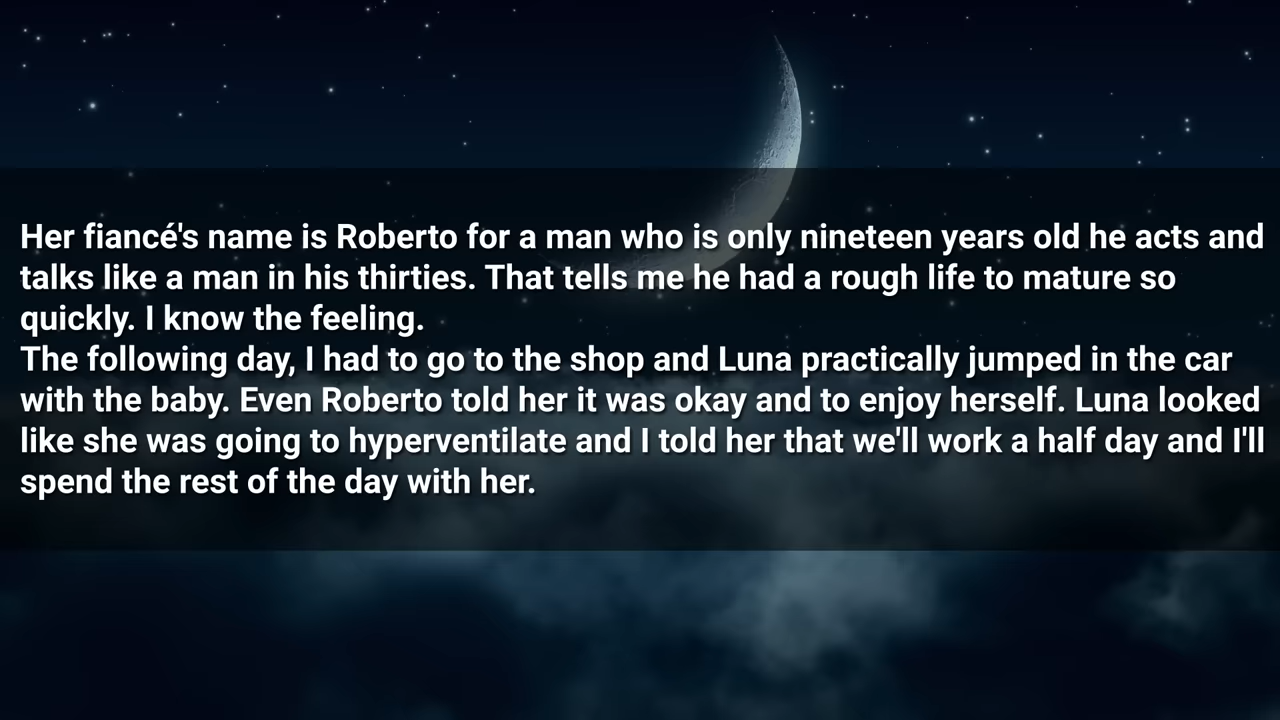 Her fiancé's name is Roberto for a man who is only nineteen years old he acts and
talks like a man in his thirties. That tells me he had a rough life to mature so
quickly. I know the feeling.
The following day, I had to go to the shop and Luna practically jumped in the car
with the baby. Even Roberto told her it was okay and to enjoy herself. Luna looked
like she was going to hyperventilate and I told her that we'll work a half day and I'll
spend the rest of the day with her.